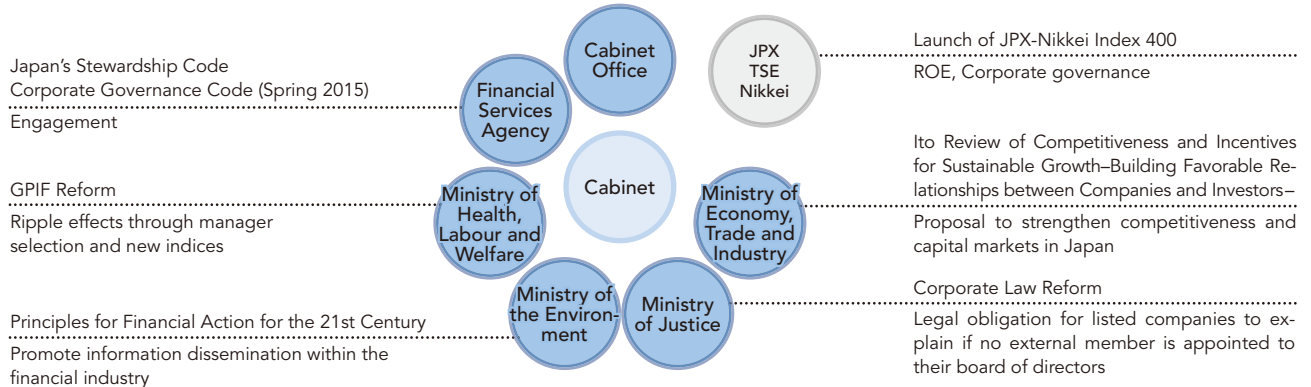 Cabinet
Office
JPX
TSE
Nikkei
Launch of JPX-Nikkei Index 400
ROE, Corporate governance
Japan's Stewardship Code
Corporate Governance Code (Spring 2015)
Engagement
Financial
Services
Agency
Ito Review of Competitiveness and Incentives
for Sustainable Growth–Building Favorable Re-
lationships between Companies and Investors–
Proposal to strengthen competitiveness and
capital markets in Japan
GPIF Reform
Ripple effects through manager
selection and new indices
Ministry of
Health,
Labour and
Welfare
Cabinet
Ministry of
Economy,
Trade and
Industry
Principles for Financial Action for the 21st Century
Promote information dissemination within the
financial industry
Ministry of
the Environ-
ment
Ministry
of Justice
Corporate Law Reform
Legal obligation for listed companies to ex-
plain if no external member is appointed to
their board of directors